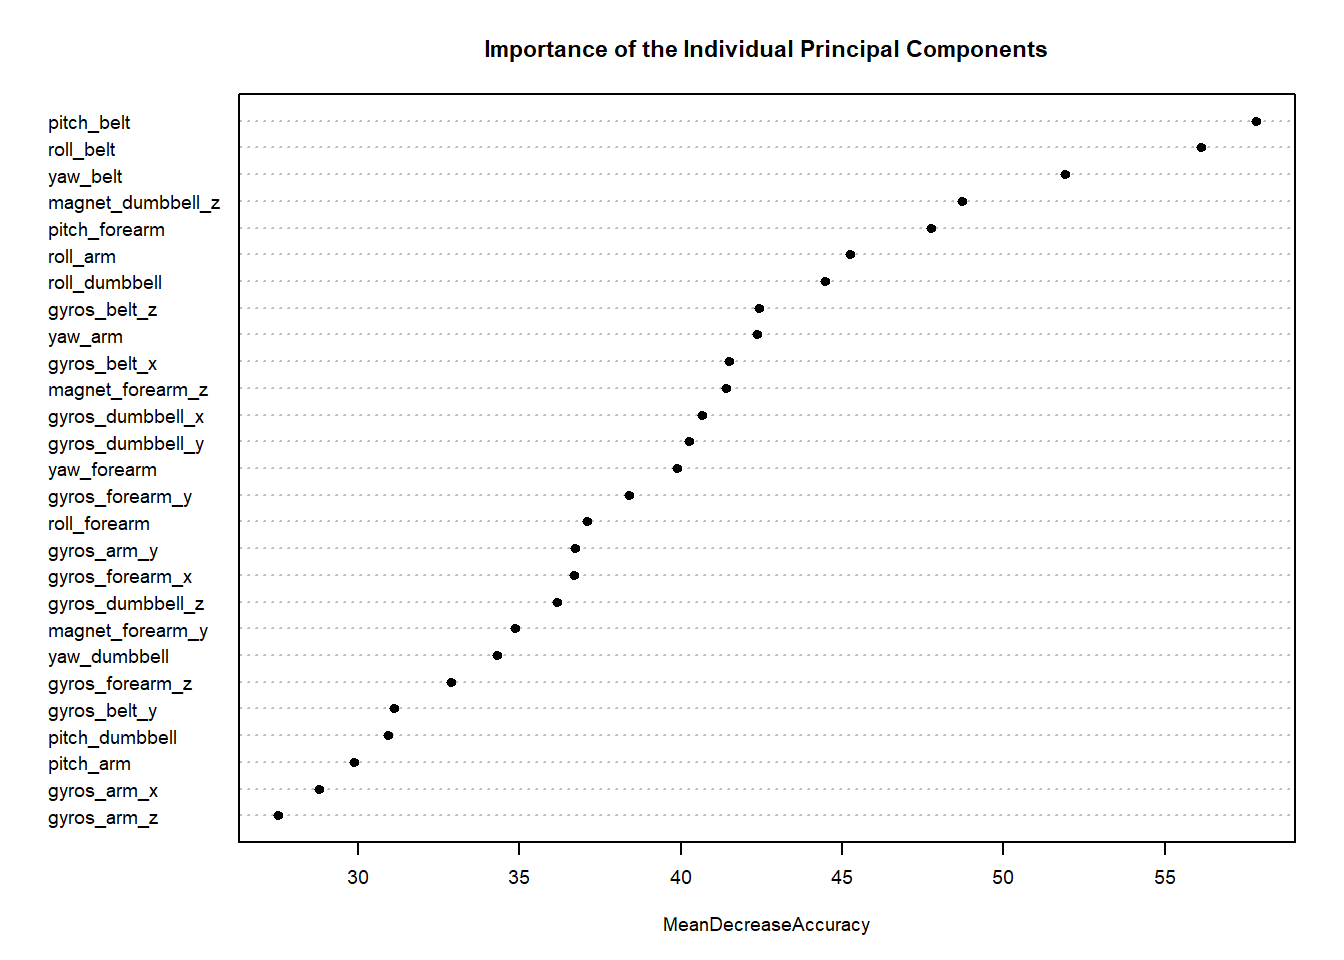 Importance of the Individual Principal Components
pitch_belt
roll_belt
yaw_belt
magnet_dumbbell_z
pitch_forearm
roll_arm
roll_dumbbell
gyros_belt_z
yaw_arm
gyros_belt_x
magnet_forearm_z
gyros_dumbbell_x
gyros_dumbbell_y
yaw_forearm
gyros_forearm_y
roll_forearm
gyros_arm_y
gyros_forearm_x
gyros_dumbbell_z
magnet_forearm_y
yaw_dumbbell
gyros_forearm_z
gyros_belt_y
pitch_dumbbell
pitch_arm
gyros_arm_x
gyros_arm_z
30 35 40 45 50 55
MeanDecreaseAccuracy